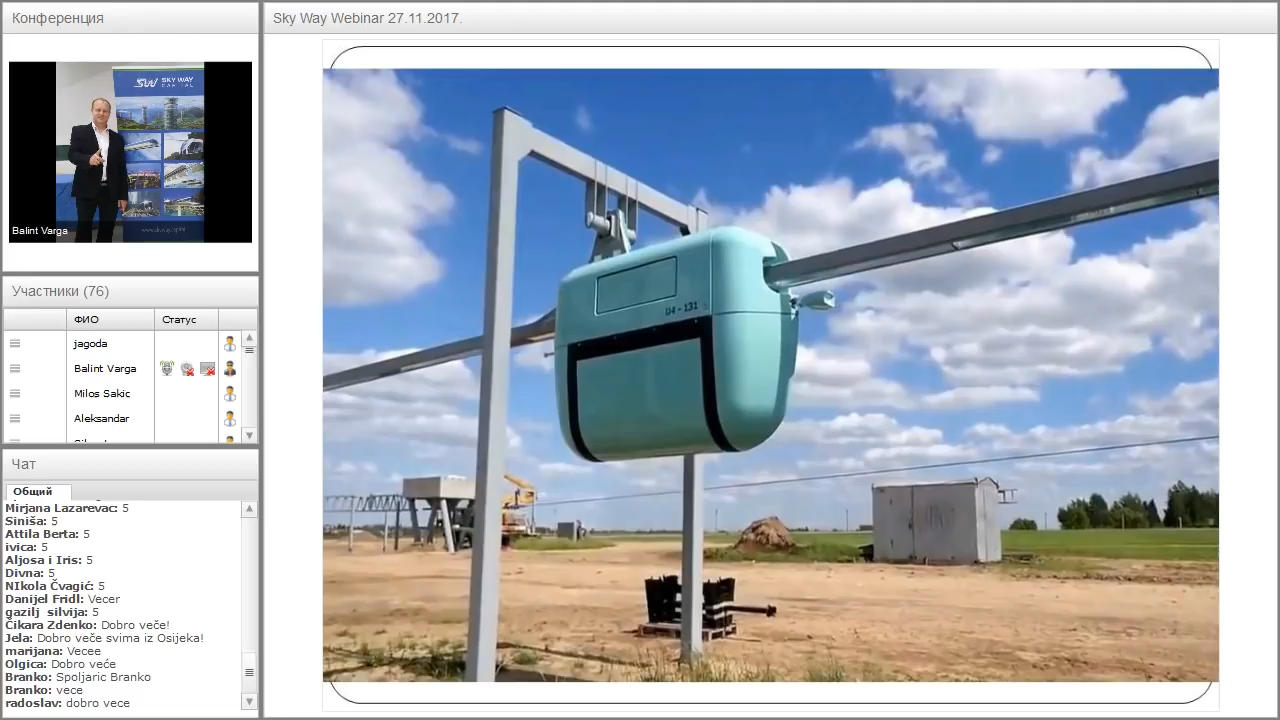 Конференция
SKY WAY
CAPITAL
Balint Varga
Участники (76)
ФИО
Статус
jagoda
Balint Varga
Milos Sakic
Aleksandar
Чат
Общий
Mirjana Lazarevac: 5
Siniša: 5
Attila Berta: 5
ivica: 5
Aljosa i Iris: 5
Divna: 5
NIkola Čvagić: 5
Danijel Fridl: Vecer
gazilj silvija: 5
Čikara Zdenko: Dobro veče!
Jela: Dobro veče svima iz Osijeka!
marijana: Vecee
Olgica: Dobro veće
Branko: Spoljaric Branko
Branko: vece
radoslav: dobro vece
Sky Way Webinar 27.11.2017.
U4-131